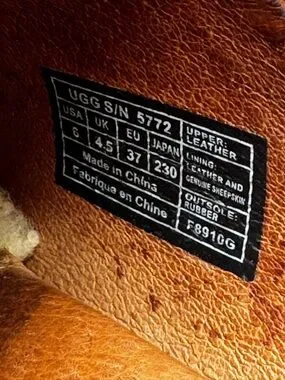 UGG S/N 5772
USA UK EU JAPAN
6 4.5 37 230
Made in China
Fabrique en Chine
UPPER:
LEATHER
LINING:
LEATHER AND
GENUINE SHEEPSKIN
OUTSOLE:
RUBBER
F8910G